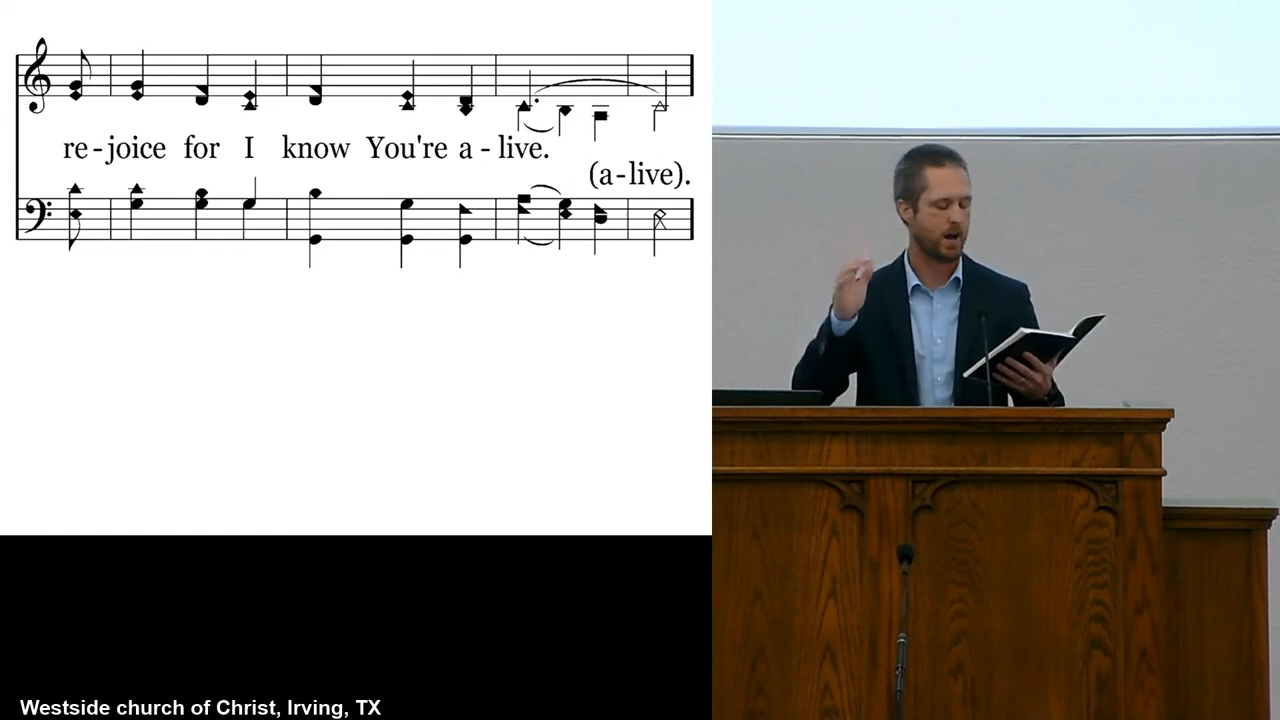 re-joice for I know You're a-live.
(a-live).
Westside church of Christ, Irving, TX